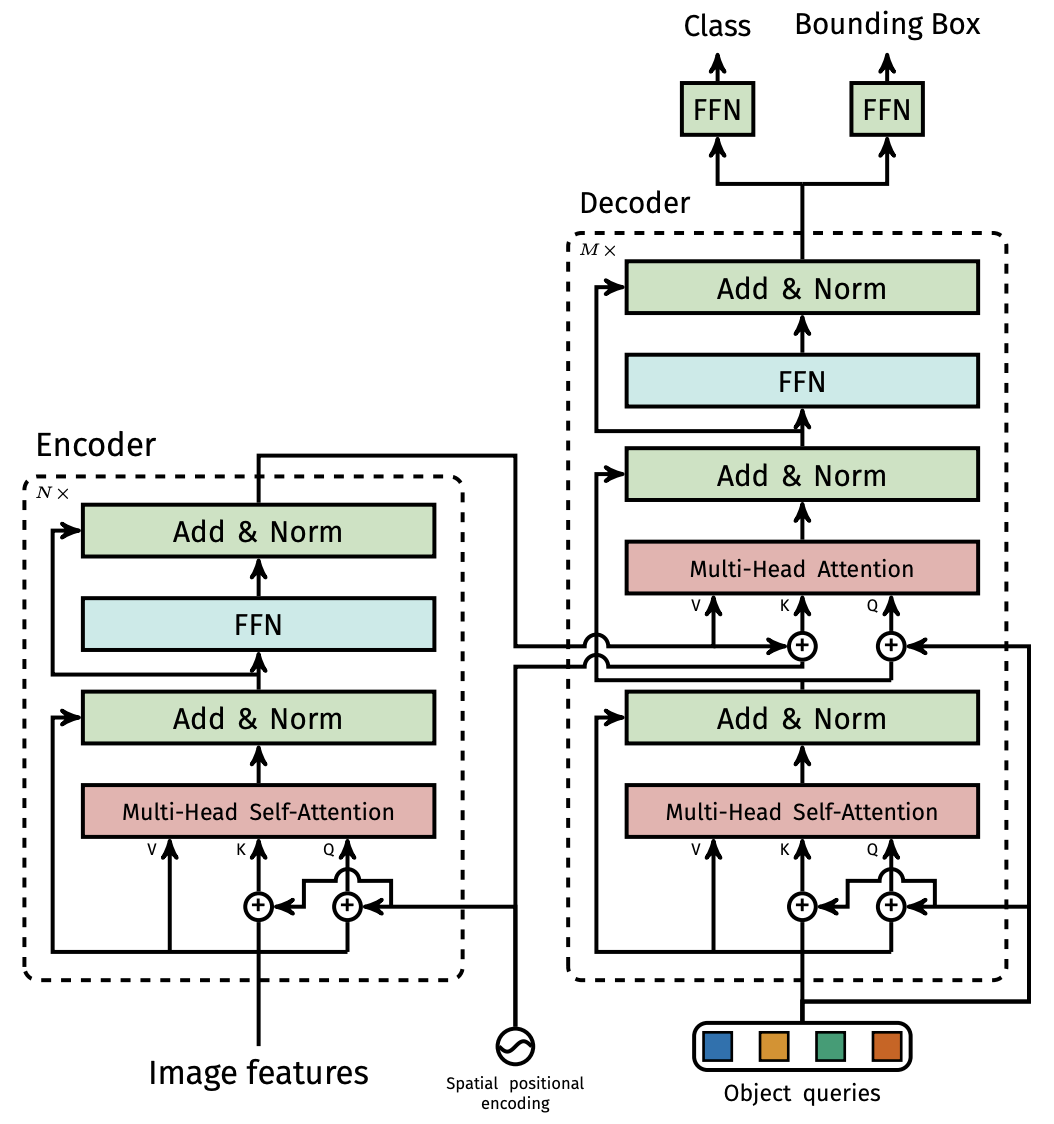 Class
Bounding Box
FFN
FFN
Decoder
M ×
Add & Norm
FFN
Add & Norm
Multi-Head Attention
V
K
Q
+
+
Add & Norm
Multi-Head Self-Attention
V
K
Q
+
+
Object queries
Encoder
N ×
Add & Norm
FFN
Add & Norm
Multi-Head Self-Attention
V
K
Q
+
+
Image features
Spatial positional
encoding